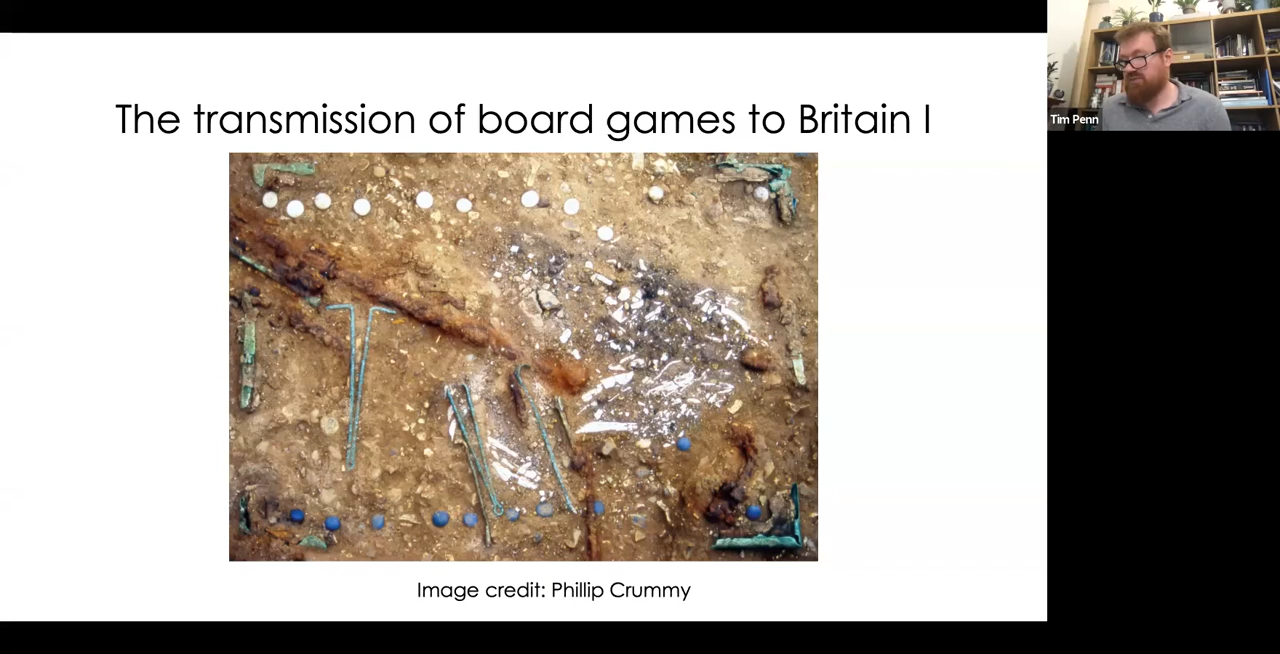 The transmission of board games to Britain I
Tim Penn
Image credit: Phillip Crummy